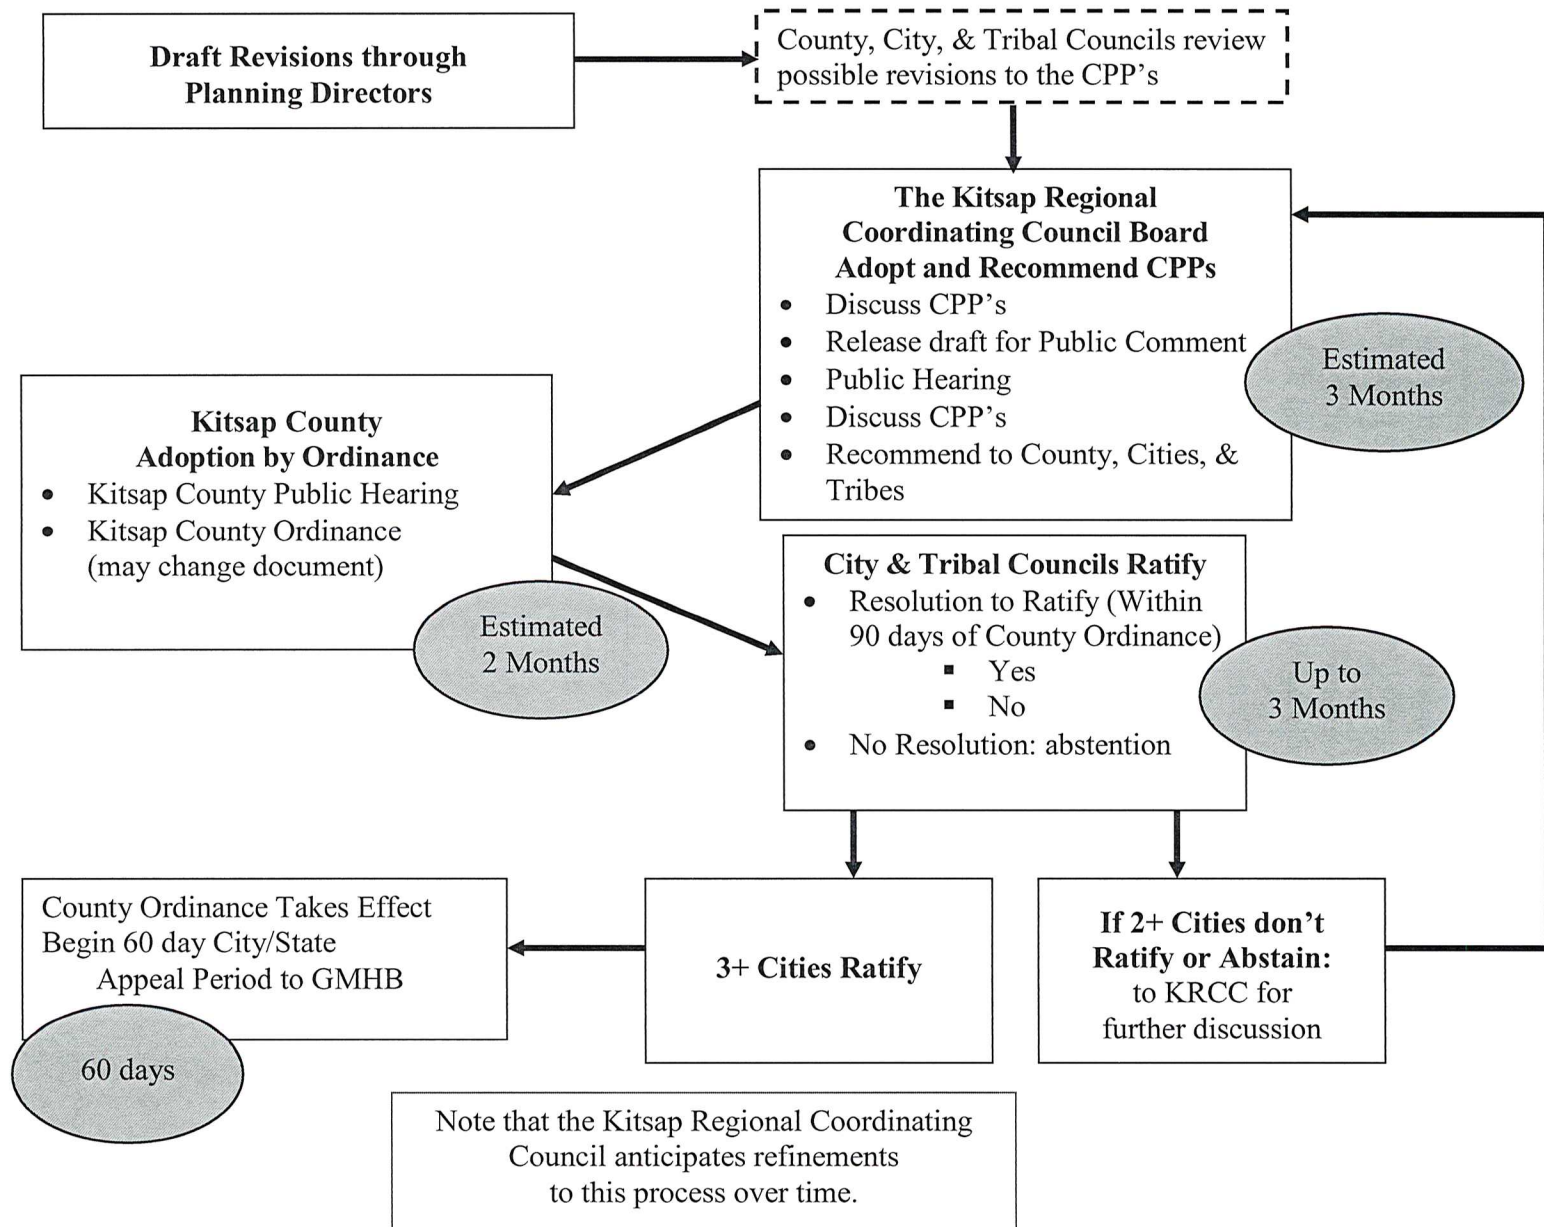 Draft Revisions through
Planning Directors
County, City, & Tribal Councils review
possible revisions to the CPP's
The Kitsap Regional
Coordinating Council Board
Adopt and Recommend CPPs
• Discuss CPP's
• Release draft for Public Comment
• Public Hearing
• Discuss CPP's
• Recommend to County, Cities, &
Tribes
Estimated
3 Months
Kitsap County
Adoption by Ordinance
• Kitsap County Public Hearing
• Kitsap County Ordinance
(may change document)
Estimated
2 Months
City & Tribal Councils Ratify
• Resolution to Ratify (Within
90 days of County Ordinance)
▪ Yes
▪ No
• No Resolution: abstention
Up to
3 Months
County Ordinance Takes Effect
Begin 60 day City/State
Appeal Period to GMHB
60 days
3+ Cities Ratify
If 2+ Cities don't
Ratify or Abstain:
to KRCC for
further discussion
Note that the Kitsap Regional Coordinating
Council anticipates refinements
to this process over time.